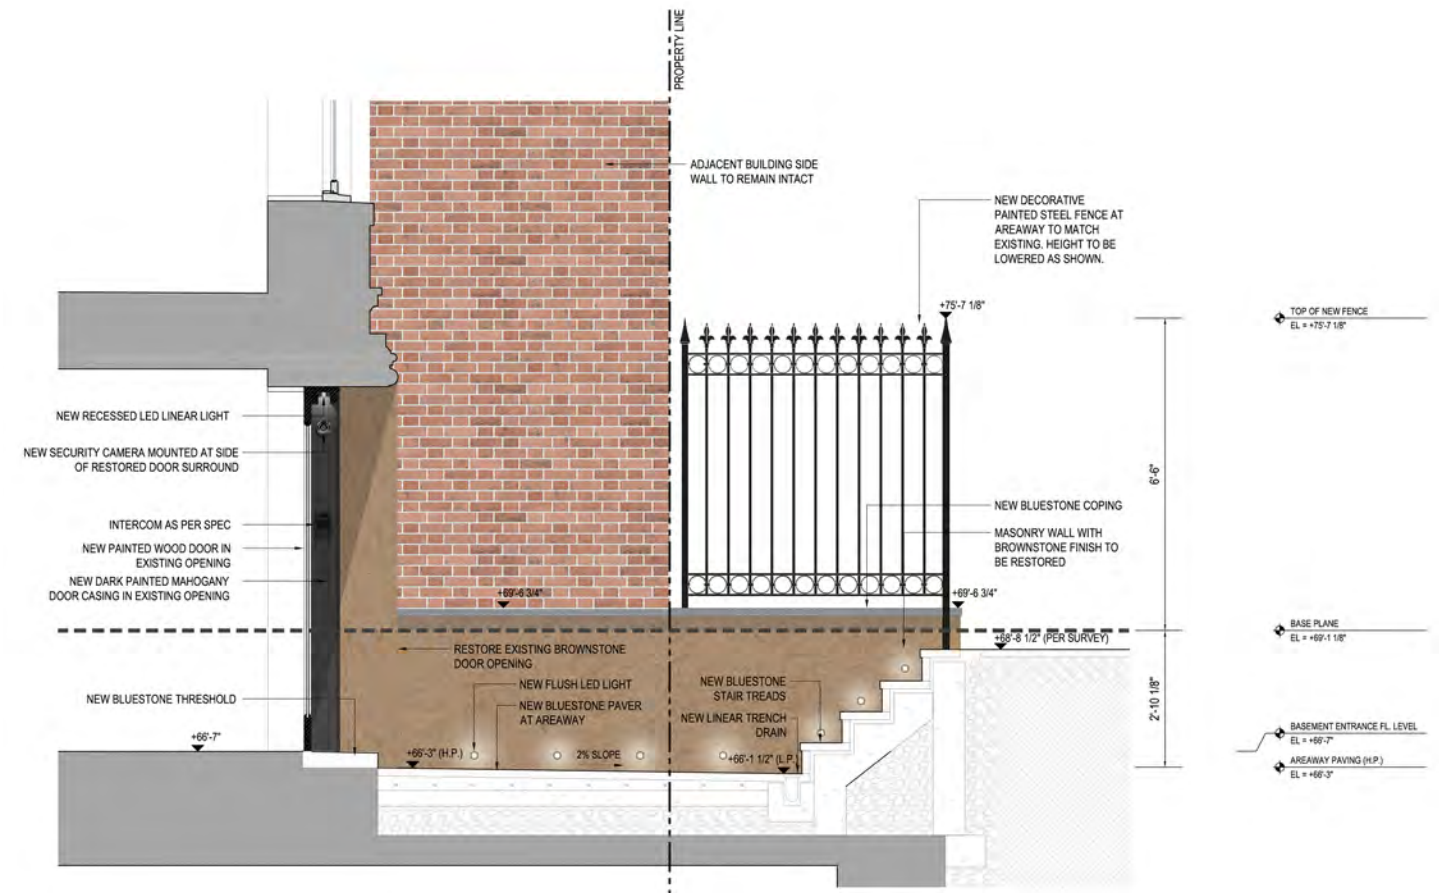 PROPERTY LINE
ADJACENT BUILDING SIDE
WALL TO REMAIN INTACT
NEW DECORATIVE
PAINTED STEEL FENCE AT
AREAWAY TO MATCH
EXISTING. HEIGHT TO BE
LOWERED AS SHOWN.
+75'-7 1/8"
TOP OF NEW FENCE
EL = +75'-7 1/8"
NEW RECESSED LED LINEAR LIGHT
NEW SECURITY CAMERA MOUNTED AT SIDE
OF RESTORED DOOR SURROUND
6'-6"
INTERCOM AS PER SPEC
NEW PAINTED WOOD DOOR IN
EXISTING OPENING
NEW DARK PAINTED MAHOGANY
DOOR CASING IN EXISTING OPENING
NEW BLUESTONE COPING
MASONRY WALL WITH
BROWNSTONE FINISH TO
BE RESTORED
+69'-6 3/4"
+69'-6 3/4"
BASE PLANE
EL = +69'-1 1/8"
+68'-8 1/2" (PER SURVEY)
RESTORE EXISTING BROWNSTONE
DOOR OPENING
NEW FLUSH LED LIGHT
NEW BLUESTONE PAVER
AT AREAWAY
NEW BLUESTONE
STAIR TREADS
NEW LINEAR TRENCH
DRAIN
2'-10 1/8"
NEW BLUESTONE THRESHOLD
+66'-7"
+66'-3" (H.P.)
2% SLOPE
+66'-1 1/2" (L.P.)
BASEMENT ENTRANCE FL. LEVEL
EL = +66'-7"
AREAWAY PAVING (H.P.)
EL = +66'-3"